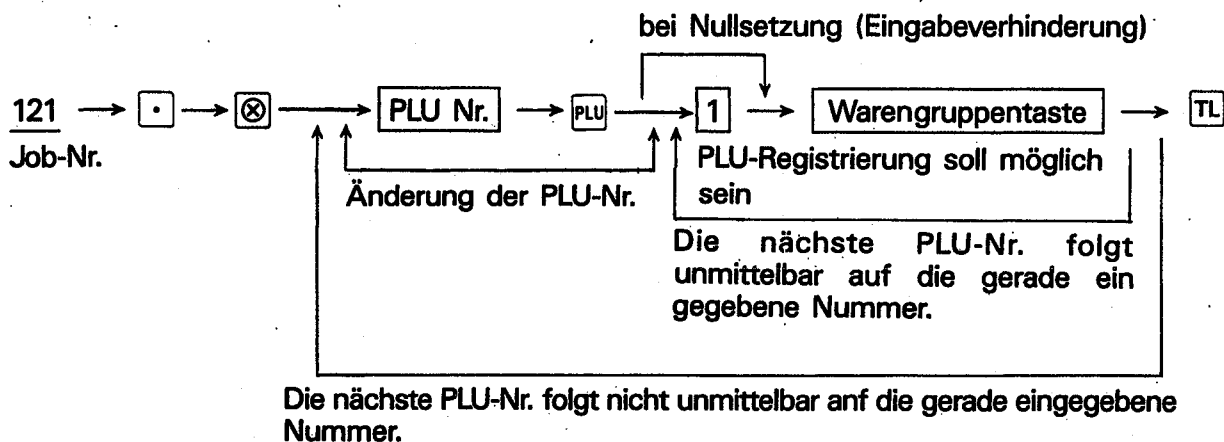 bei Nullsetzung (Eingabeverhinderung)
121 → · → ⊗ → PLU Nr. → PLU → 1 → Warengruppentaste → TL
Job-Nr.
PLU-Registrierung soll möglich
sein
Änderung der PLU-Nr.
Die nächste PLU-Nr. folgt
unmittelbar auf die gerade ein
gegebene Nummer.
Die nächste PLU-Nr. folgt nicht unmittelbar anf die gerade eingegebene
Nummer.